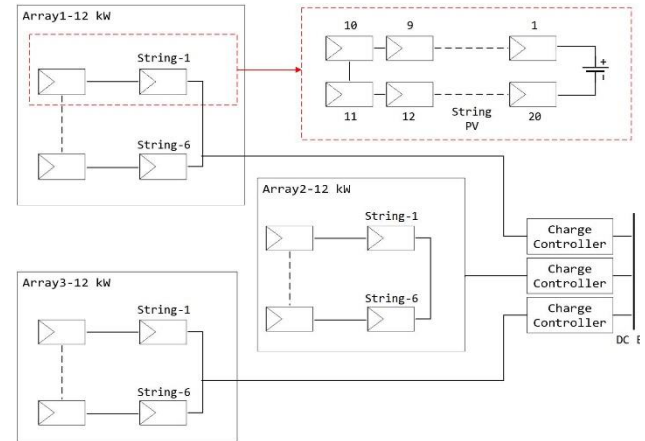 Array1-12 kW
String-1
String-6
10 9 1
11 12 20
String
PV
+
Array2-12 kW
String-1
String-6
Array3-12 kW
String-1
String-6
Charge
Controller
Charge
Controller
Charge
Controller
DC